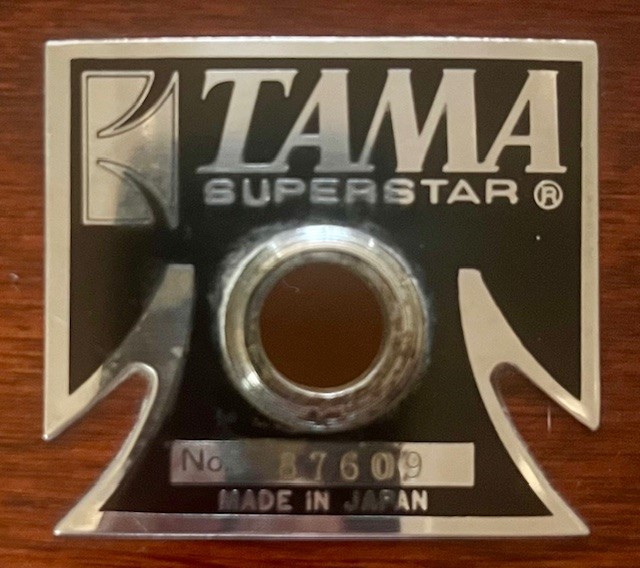 TAMA
SUPERSTAR ®
No. 87609
MADE IN JAPAN